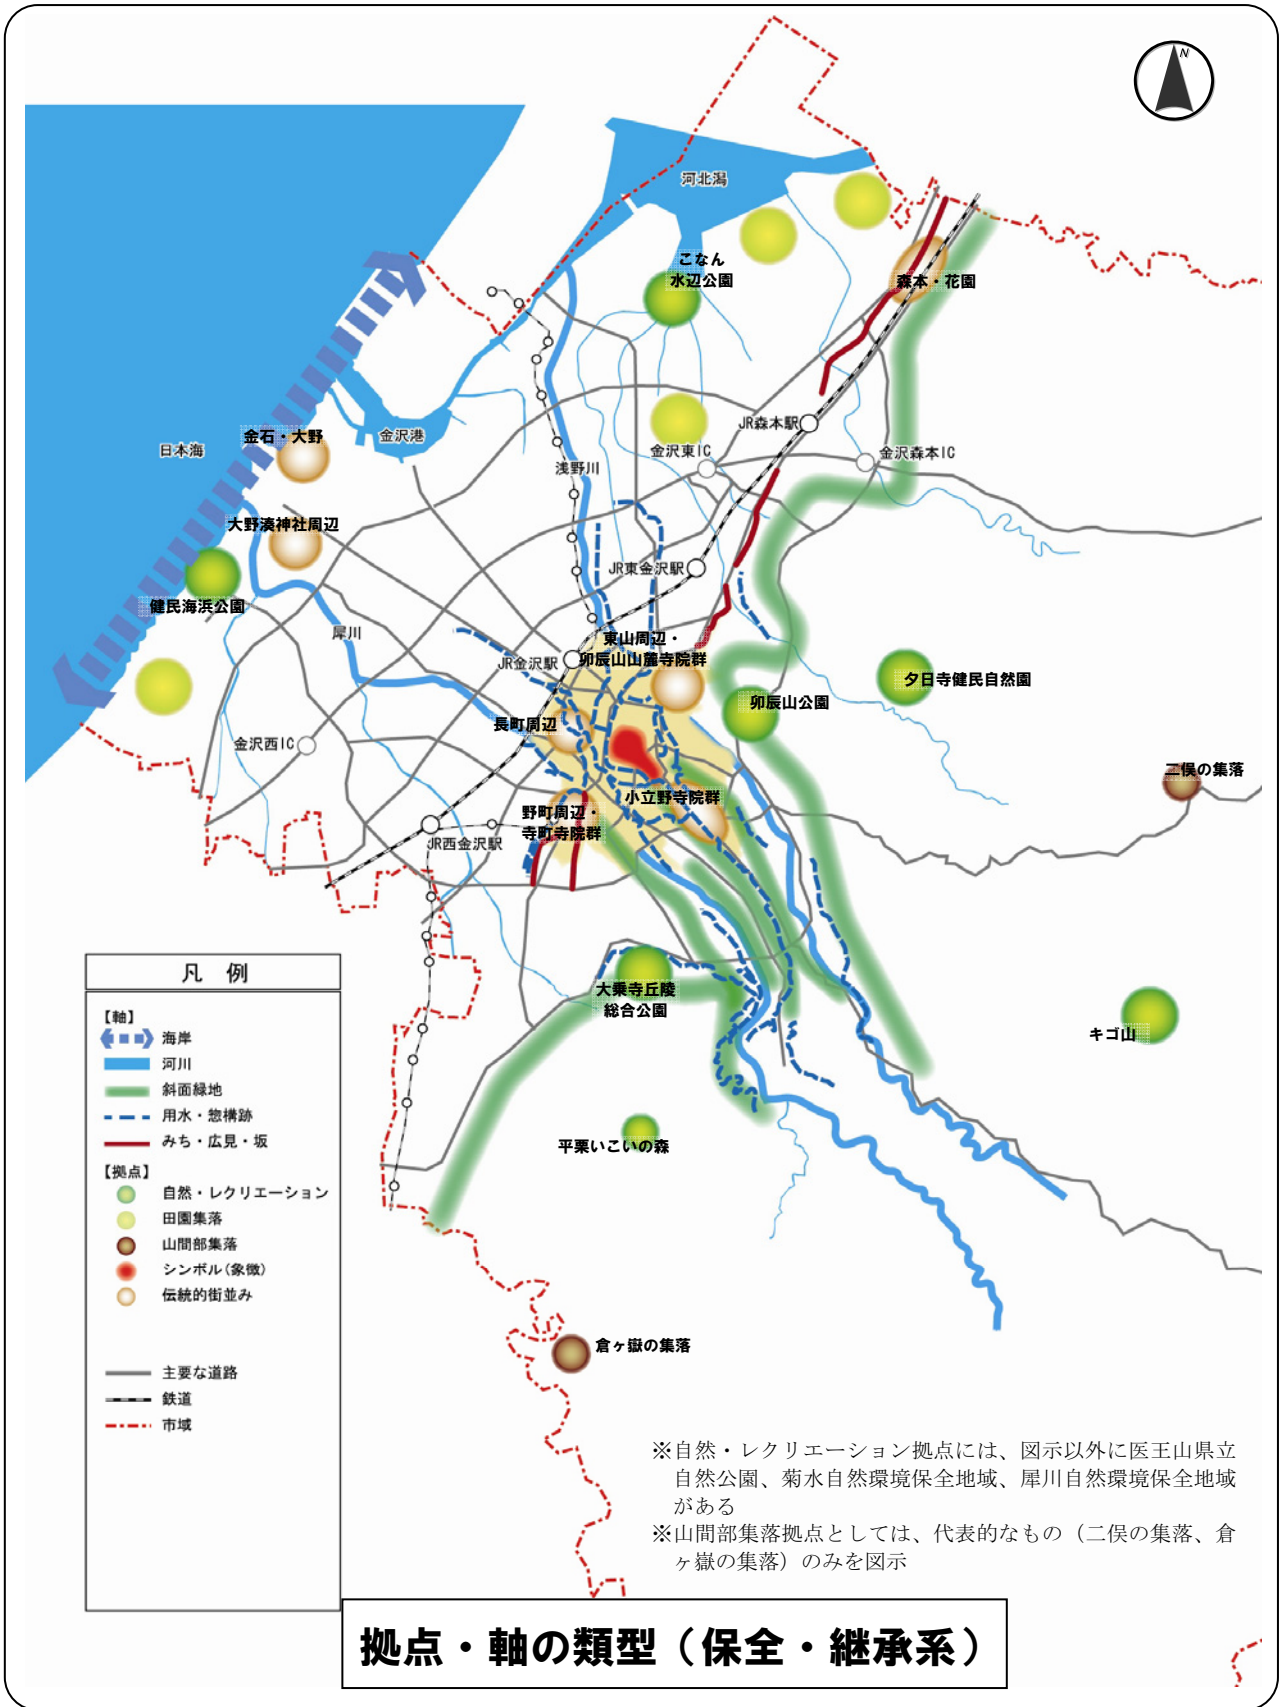 N
河北潟
こなん
水辺公園
森本・花園
JR森本駅
金沢東IC
金沢森本IC
日本海
金石・大野
金沢港
浅野川
大野湊神社周辺
健民海浜公園
JR東金沢駅
犀川
東山周辺・
卯辰山山麓寺院群
JR金沢駅
夕日寺健民自然園
卯辰山公園
長町周辺
金沢西IC
二俣の集落
小立野寺院群
野町周辺・
寺町寺院群
JR西金沢駅
大乗寺丘陵
総合公園
キゴ山
平栗いこいの森
倉ヶ嶽の集落
凡 例
【軸】
海岸
河川
斜面緑地
用水・惣構跡
みち・広見・坂
【拠点】
自然・レクリエーション
田園集落
山間部集落
シンボル(象徴)
伝統的街並み
主要な道路
鉄道
市域
※自然・レクリエーション拠点には、図示以外に医王山県立
自然公園、菊水自然環境保全地域、犀川自然環境保全地域
がある
※山間部集落拠点としては、代表的なもの（二俣の集落、倉
ヶ嶽の集落）のみを図示
拠点・軸の類型（保全・継承系）